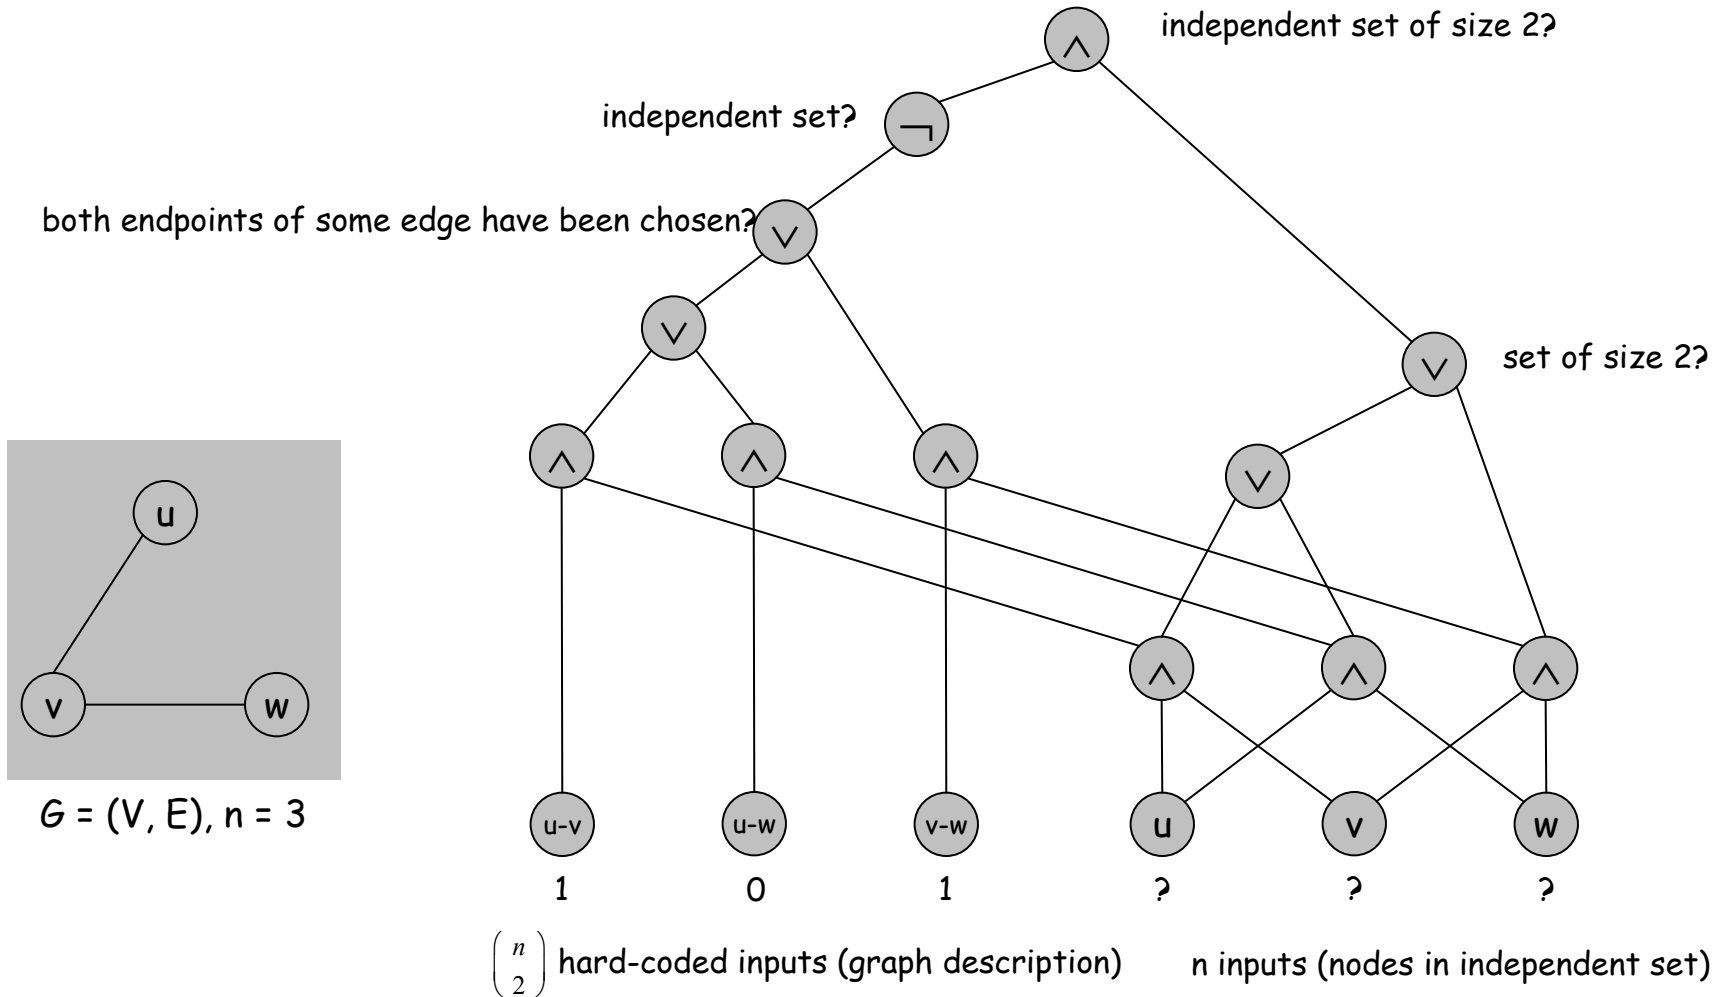 ∧ independent set of size 2?
independent set? ¬
both endpoints of some edge have been chosen? ∨
∨
∨ set of size 2?
∧ ∧ ∧
∨
u
∧ ∧ ∧
v w
G = (V, E), n = 3
u-v u-w v-w u v w
1 0 1 ? ? ?
(n 2) hard-coded inputs (graph description) n inputs (nodes in independent set)